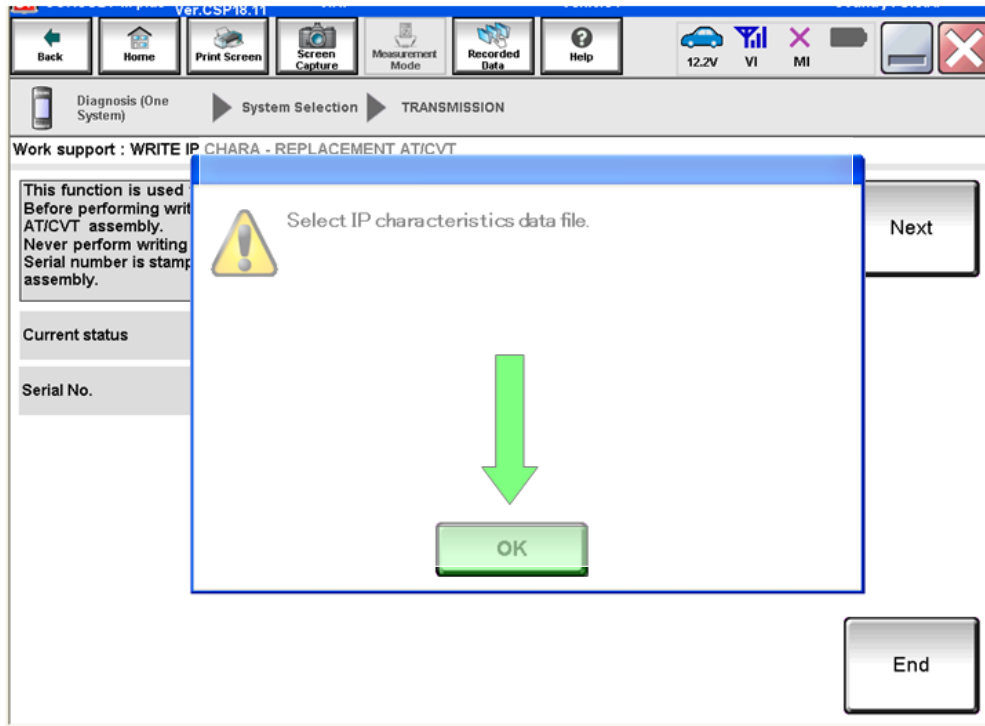 Ver.CSP18.11
Back
Home
Print Screen
Screen Capture
Measurement Mode
Recorded Data
Help
12.2V
VI
MI
Diagnosis (One System)
System Selection
TRANSMISSION
Work support : WRITE IP CHARA - REPLACEMENT AT/CVT
This function is used
Before performing writ
AT/CVT assembly.
Never perform writing
Serial number is stamp
assembly.
Next
Select IP characteristics data file.
Current status
Serial No.
OK
End